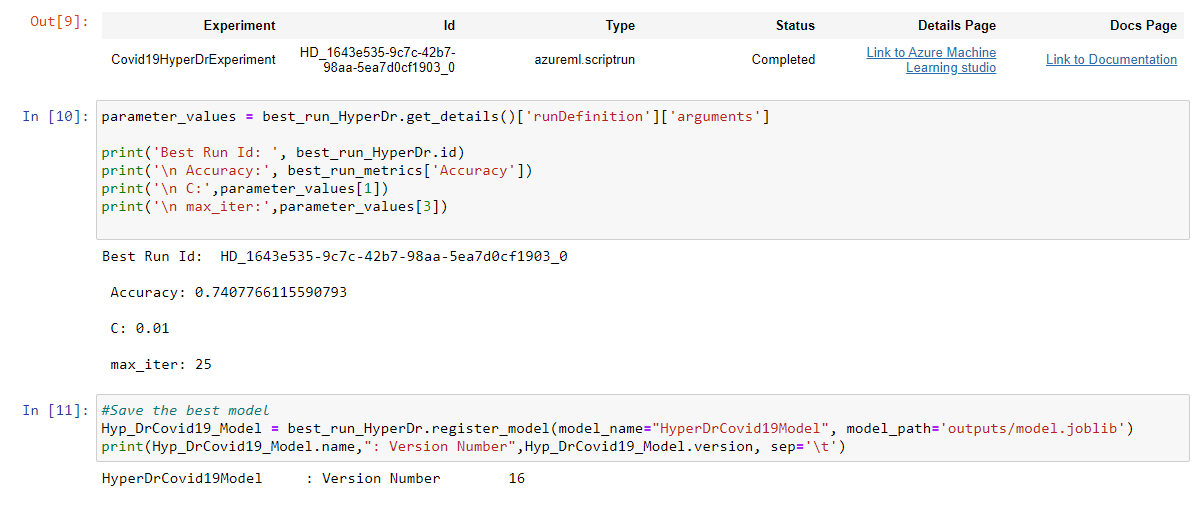 Out[9]:
Experiment Id Type Status Details Page Docs Page
Covid19HyperDrExperiment HD_1643e535-9c7c-42b7-98aa-5ea7d0cf1903_0 azureml.scriptrun Completed Link to Azure Machine Learning studio Link to Documentation
In [10]:
parameter_values = best_run_HyperDr.get_details()['runDefinition']['arguments']
print('Best Run Id: ', best_run_HyperDr.id)
print('\n Accuracy:', best_run_metrics['Accuracy'])
print('\n C:',parameter_values[1])
print('\n max_iter:',parameter_values[3])
Best Run Id:  HD_1643e535-9c7c-42b7-98aa-5ea7d0cf1903_0
Accuracy: 0.7407766115590793
C: 0.01
max_iter: 25
In [11]:
#Save the best model
Hyp_DrCovid19_Model = best_run_HyperDr.register_model(model_name="HyperDrCovid19Model", model_path='outputs/model.joblib')
print(Hyp_DrCovid19_Model.name,": Version Number",Hyp_DrCovid19_Model.version, sep='\t')
HyperDrCovid19Model : Version Number 16